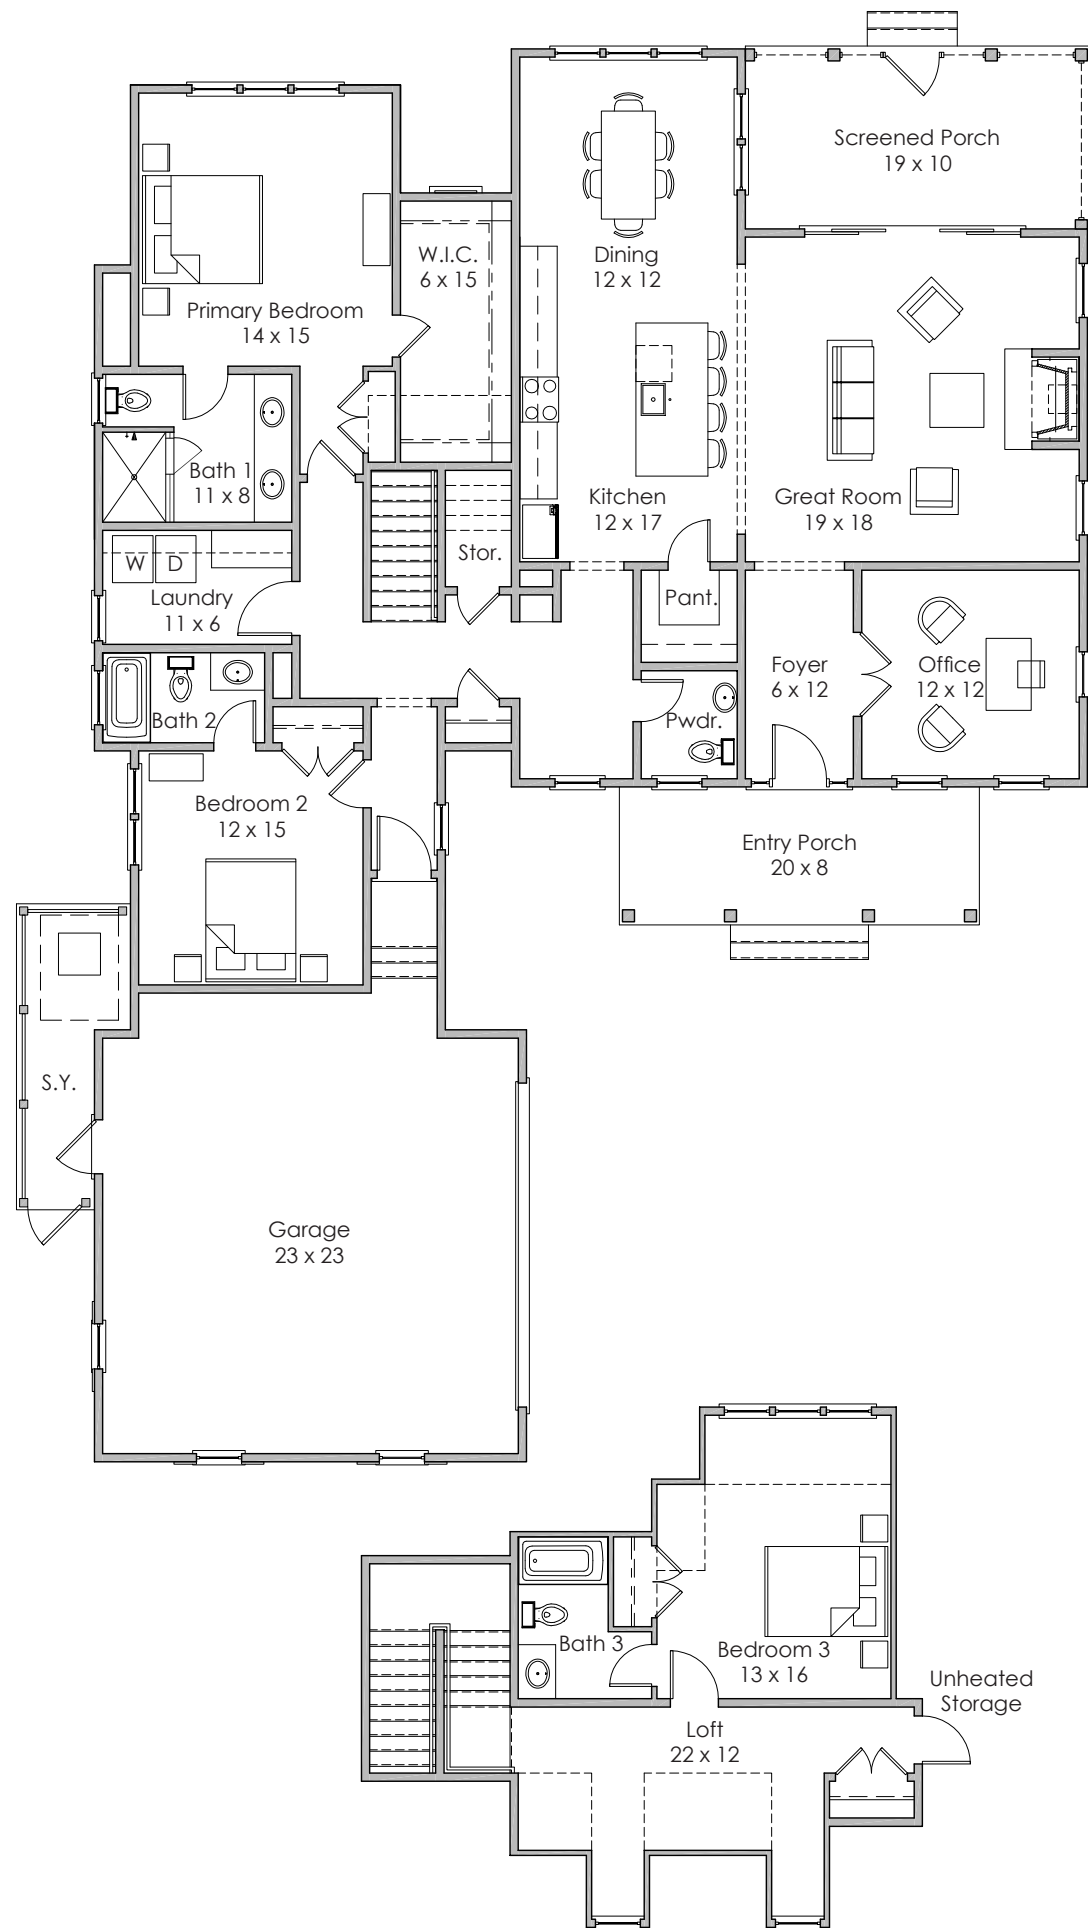 Screened Porch
19 x 10
Dining
12 x 12
W.I.C.
6 x 15
Primary Bedroom
14 x 15
Bath 1
11 x 8
Kitchen
12 x 17
Great Room
19 x 18
Stor.
W
D
Laundry
11 x 6
Pant.
Foyer
6 x 12
Office
12 x 12
Bath 2
Pwdr.
Bedroom 2
12 x 15
Entry Porch
20 x 8
S.Y.
Garage
23 x 23
Bath 3
Bedroom 3
13 x 16
Unheated
Storage
Loft
22 x 12